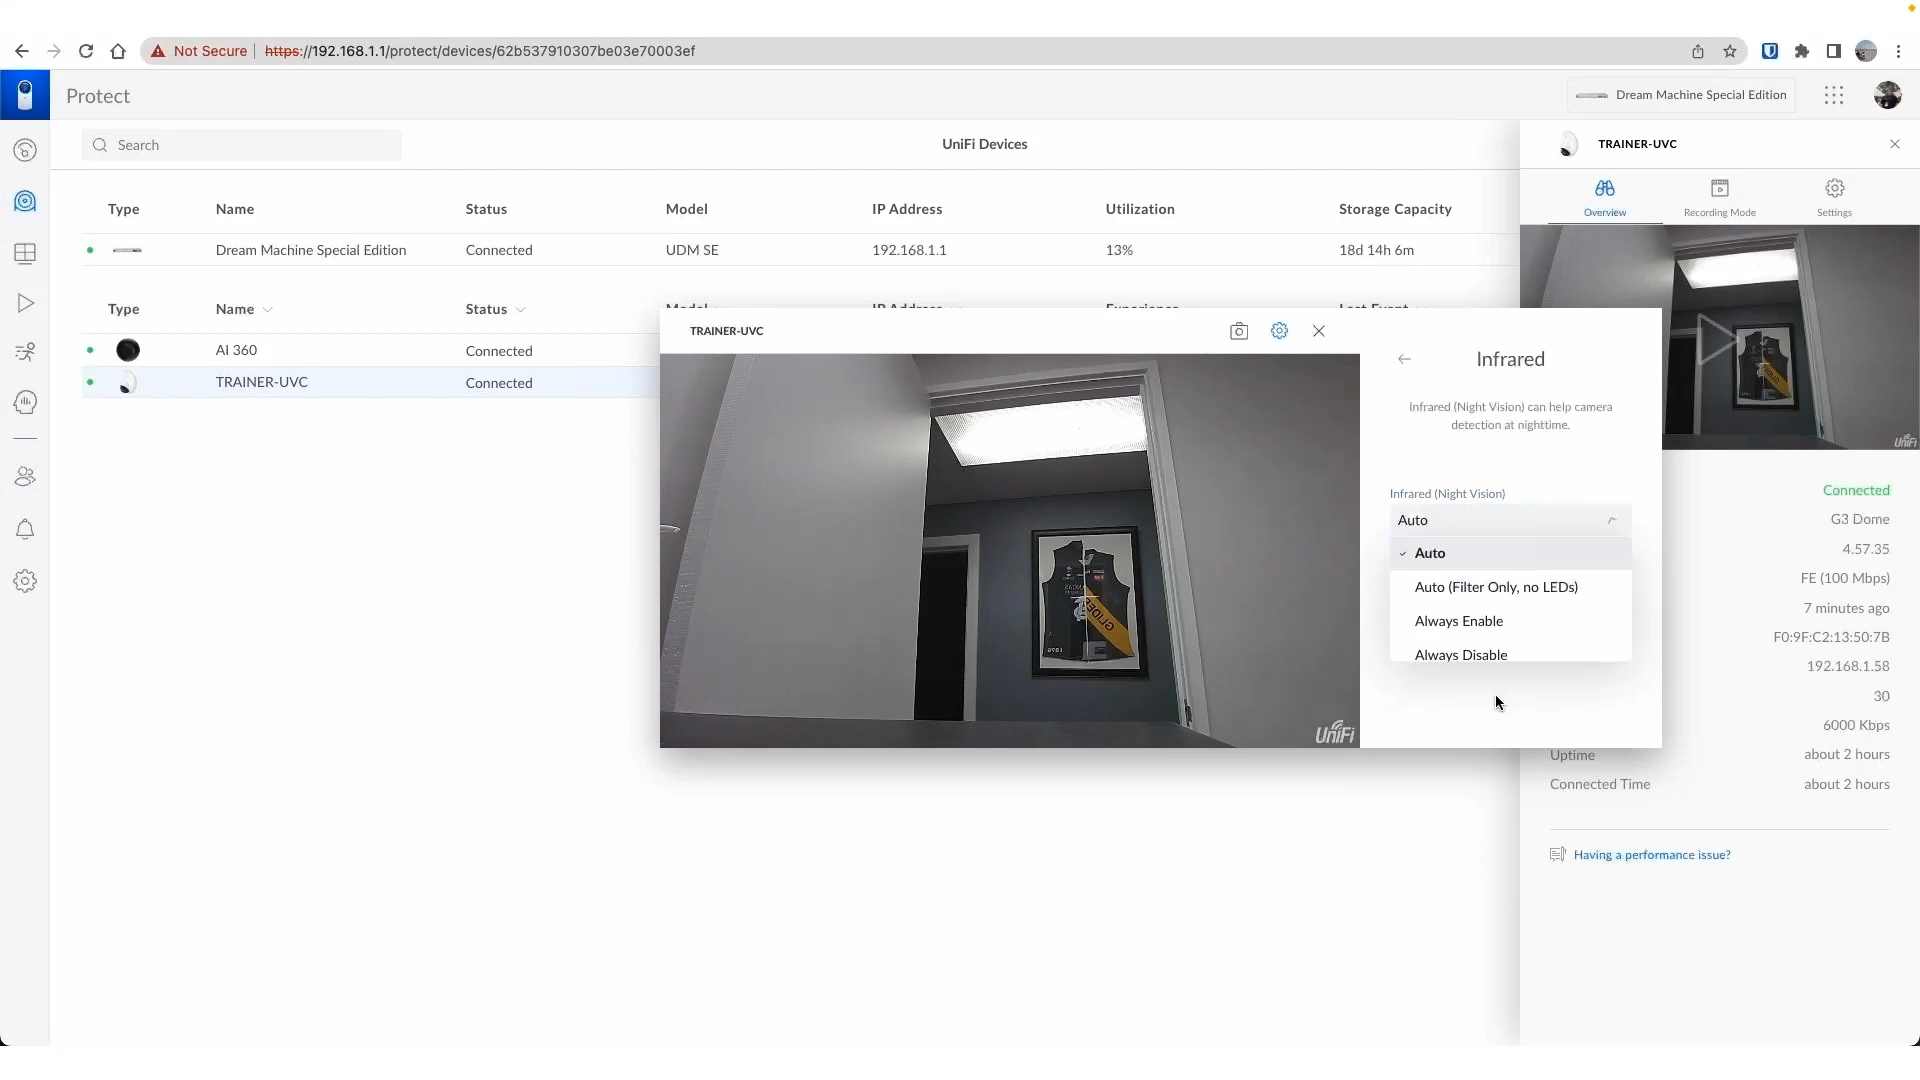 Not Secure
https://192.168.1.1/protect/devices/62b537910307be03e70003ef
Protect
Dream Machine Special Edition
Search
UniFi Devices
TRAINER-UVC
Overview
Recording Mode
Settings
Type Name Status Model IP Address Utilization Storage Capacity
Dream Machine Special Edition Connected UDM SE 192.168.1.1 13% 18d 14h 6m
Type Name Status Model IP Address Experience Last Event
AI 360 Connected
TRAINER-UVC Connected
TRAINER-UVC
UniFi
Infrared
Infrared (Night Vision) can help camera
detection at nighttime.
Infrared (Night Vision)
Auto
Auto
Auto (Filter Only, no LEDs)
Always Enable
Always Disable
UniFi
Connected
G3 Dome
4.57.35
FE (100 Mbps)
7 minutes ago
F0:9F:C2:13:50:7B
192.168.1.58
30
6000 Kbps
Uptime about 2 hours
Connected Time about 2 hours
Having a performance issue?